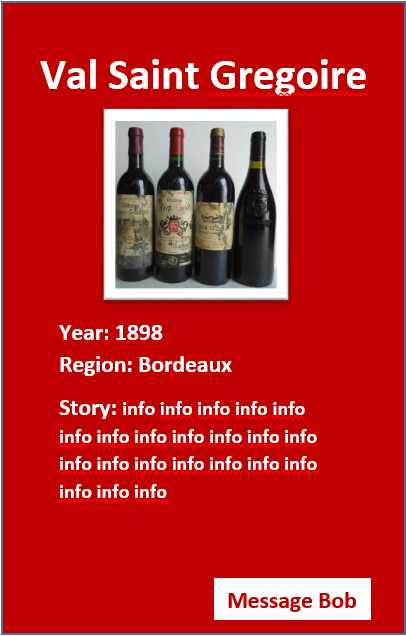 Val Saint Gregoire
Year: 1898
Region: Bordeaux
Story: info info info info info
info info info info info info info
info info info info info info info
info info info
Message Bob